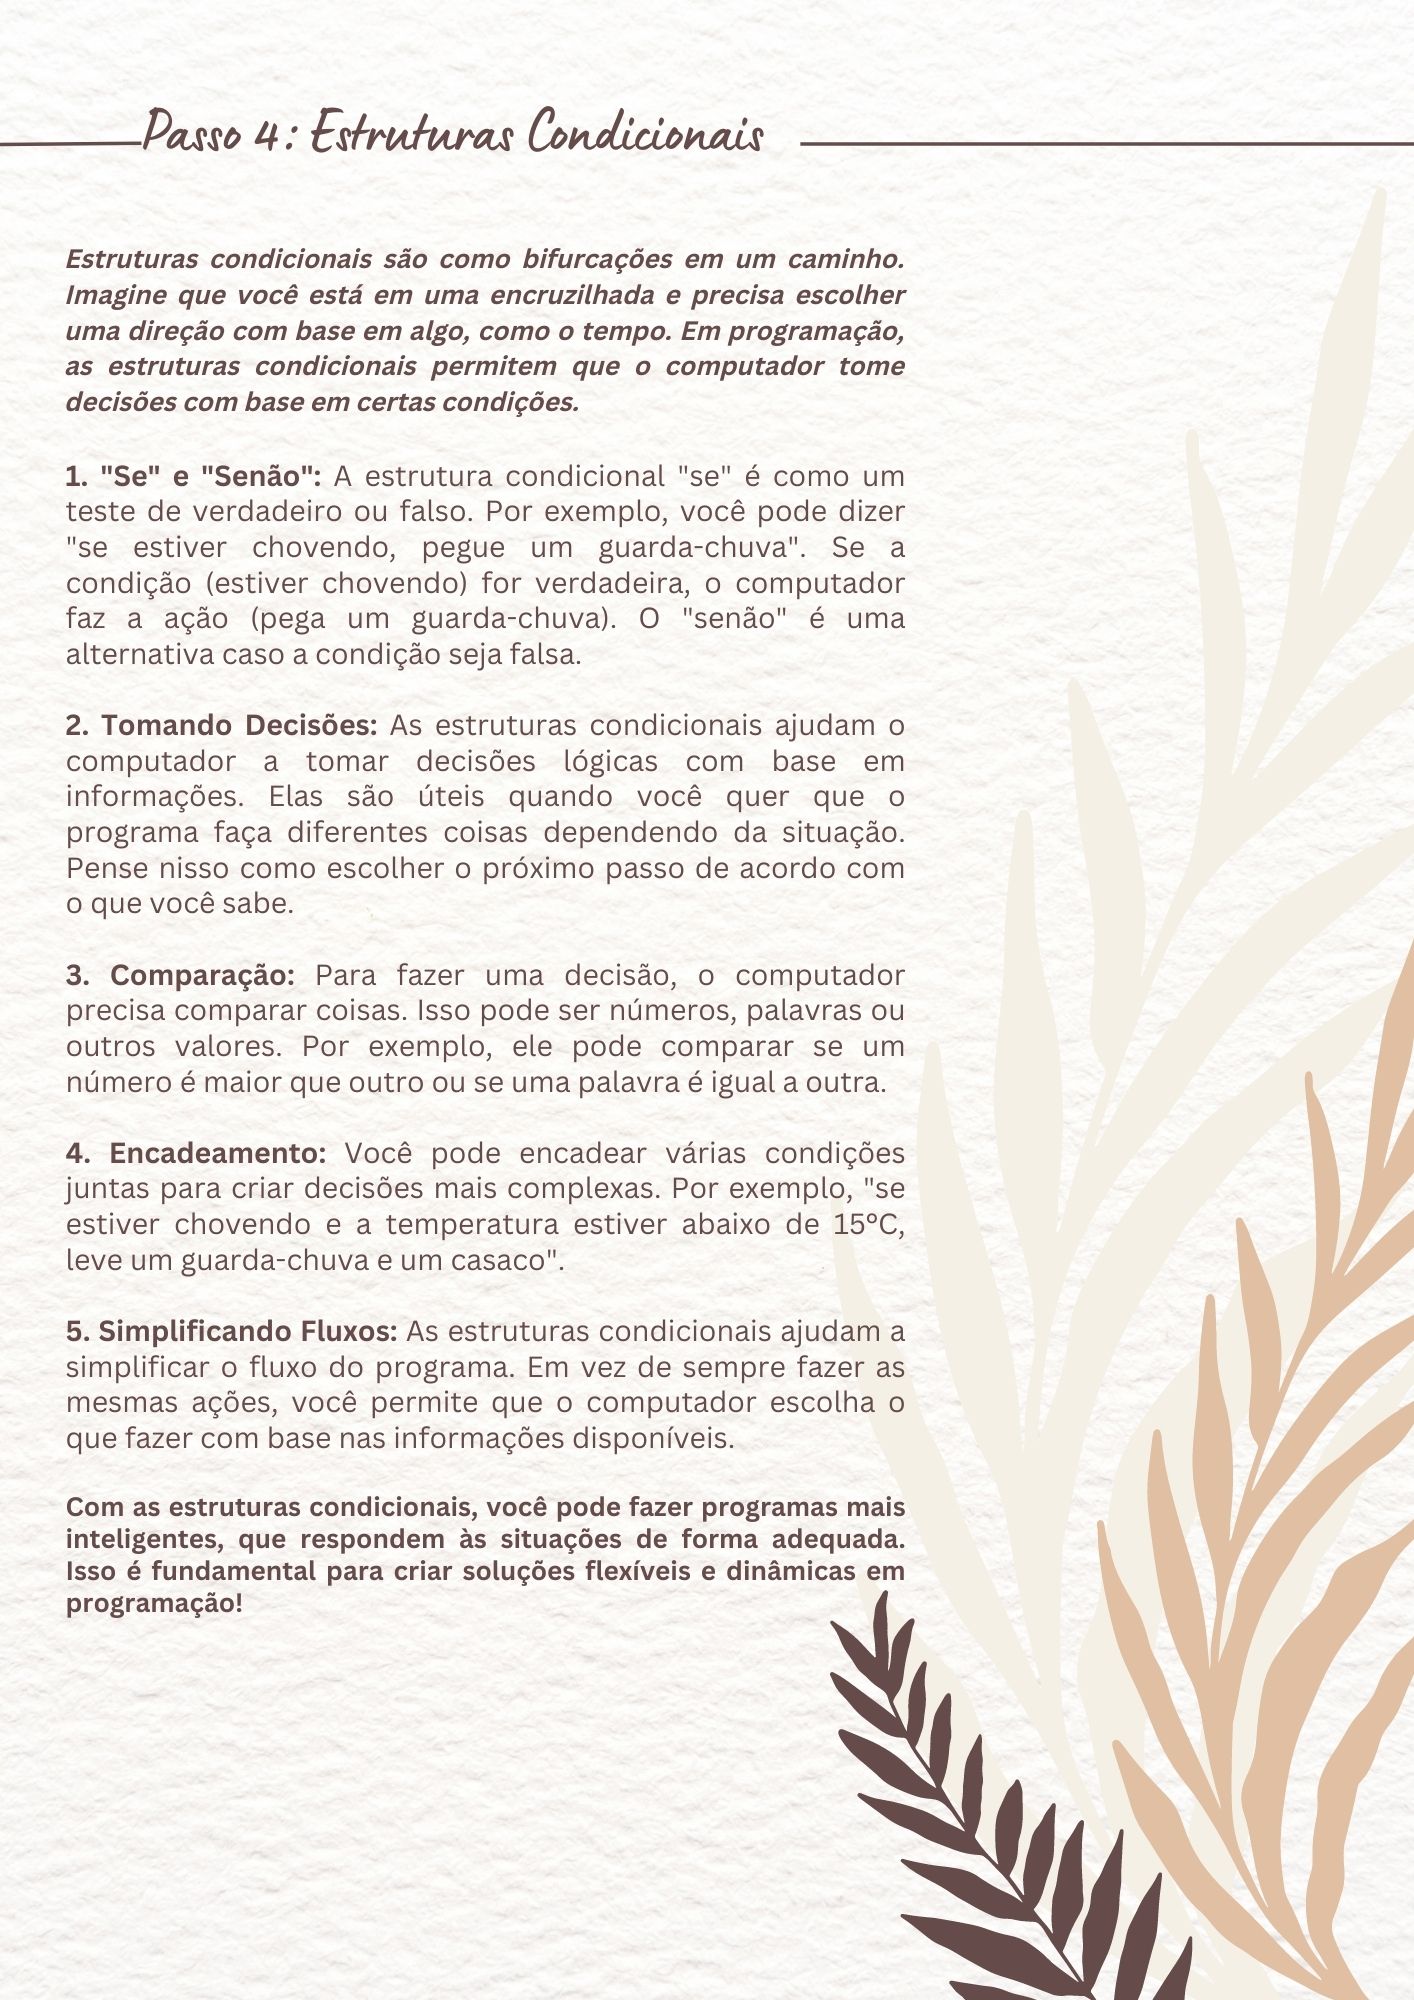 Passo 4: Estruturas Condicionais
Estruturas condicionais são como bifurcações em um caminho.
Imagine que você está em uma encruzilhada e precisa escolher
uma direção com base em algo, como o tempo. Em programação,
as estruturas condicionais permitem que o computador tome
decisões com base em certas condições.
1. "Se" e "Senão": A estrutura condicional "se" é como um
teste de verdadeiro ou falso. Por exemplo, você pode dizer
"se estiver chovendo, pegue um guarda-chuva". Se a
condição (estiver chovendo) for verdadeira, o computador
faz a ação (pega um guarda-chuva). O "senão" é uma
alternativa caso a condição seja falsa.
2. Tomando Decisões: As estruturas condicionais ajudam o
computador a tomar decisões lógicas com base em
informações. Elas são úteis quando você quer que o
programa faça diferentes coisas dependendo da situação.
Pense nisso como escolher o próximo passo de acordo com
o que você sabe.
3. Comparação: Para fazer uma decisão, o computador
precisa comparar coisas. Isso pode ser números, palavras ou
outros valores. Por exemplo, ele pode comparar se um
número é maior que outro ou se uma palavra é igual a outra.
4. Encadeamento: Você pode encadear várias condições
juntas para criar decisões mais complexas. Por exemplo, "se
estiver chovendo e a temperatura estiver abaixo de 15°C,
leve um guarda-chuva e um casaco".
5. Simplificando Fluxos: As estruturas condicionais ajudam a
simplificar o fluxo do programa. Em vez de sempre fazer as
mesmas ações, você permite que o computador escolha o
que fazer com base nas informações disponíveis.
Com as estruturas condicionais, você pode fazer programas mais
inteligentes, que respondem às situações de forma adequada.
Isso é fundamental para criar soluções flexíveis e dinâmicas em
programação!